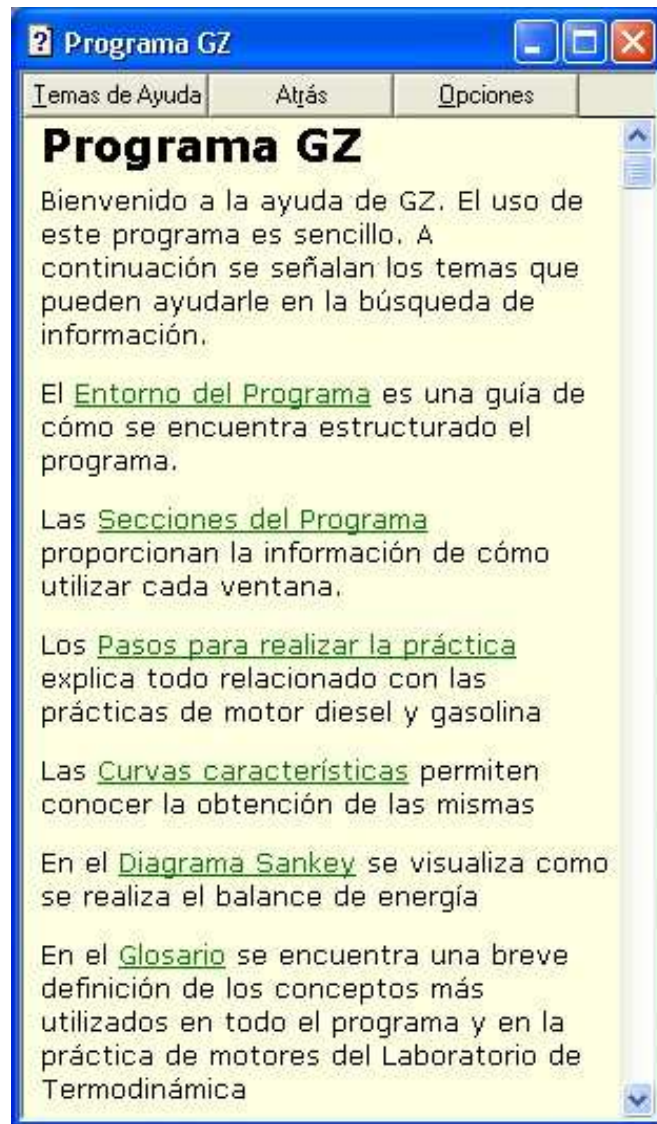 Programa GZ
Temas de Ayuda Atrás Opciones
Programa GZ
Bienvenido a la ayuda de GZ. El uso de
este programa es sencillo. A
continuación se señalan los temas que
pueden ayudarle en la búsqueda de
información.
El Entorno del Programa es una guía de
cómo se encuentra estructurado el
programa.
Las Secciones del Programa
proporcionan la información de cómo
utilizar cada ventana.
Los Pasos para realizar la práctica
explica todo relacionado con las
prácticas de motor diesel y gasolina
Las Curvas características permiten
conocer la obtención de las mismas
En el Diagrama Sankey se visualiza como
se realiza el balance de energía
En el Glosario se encuentra una breve
definición de los conceptos más
utilizados en todo el programa y en la
práctica de motores del Laboratorio de
Termodinámica